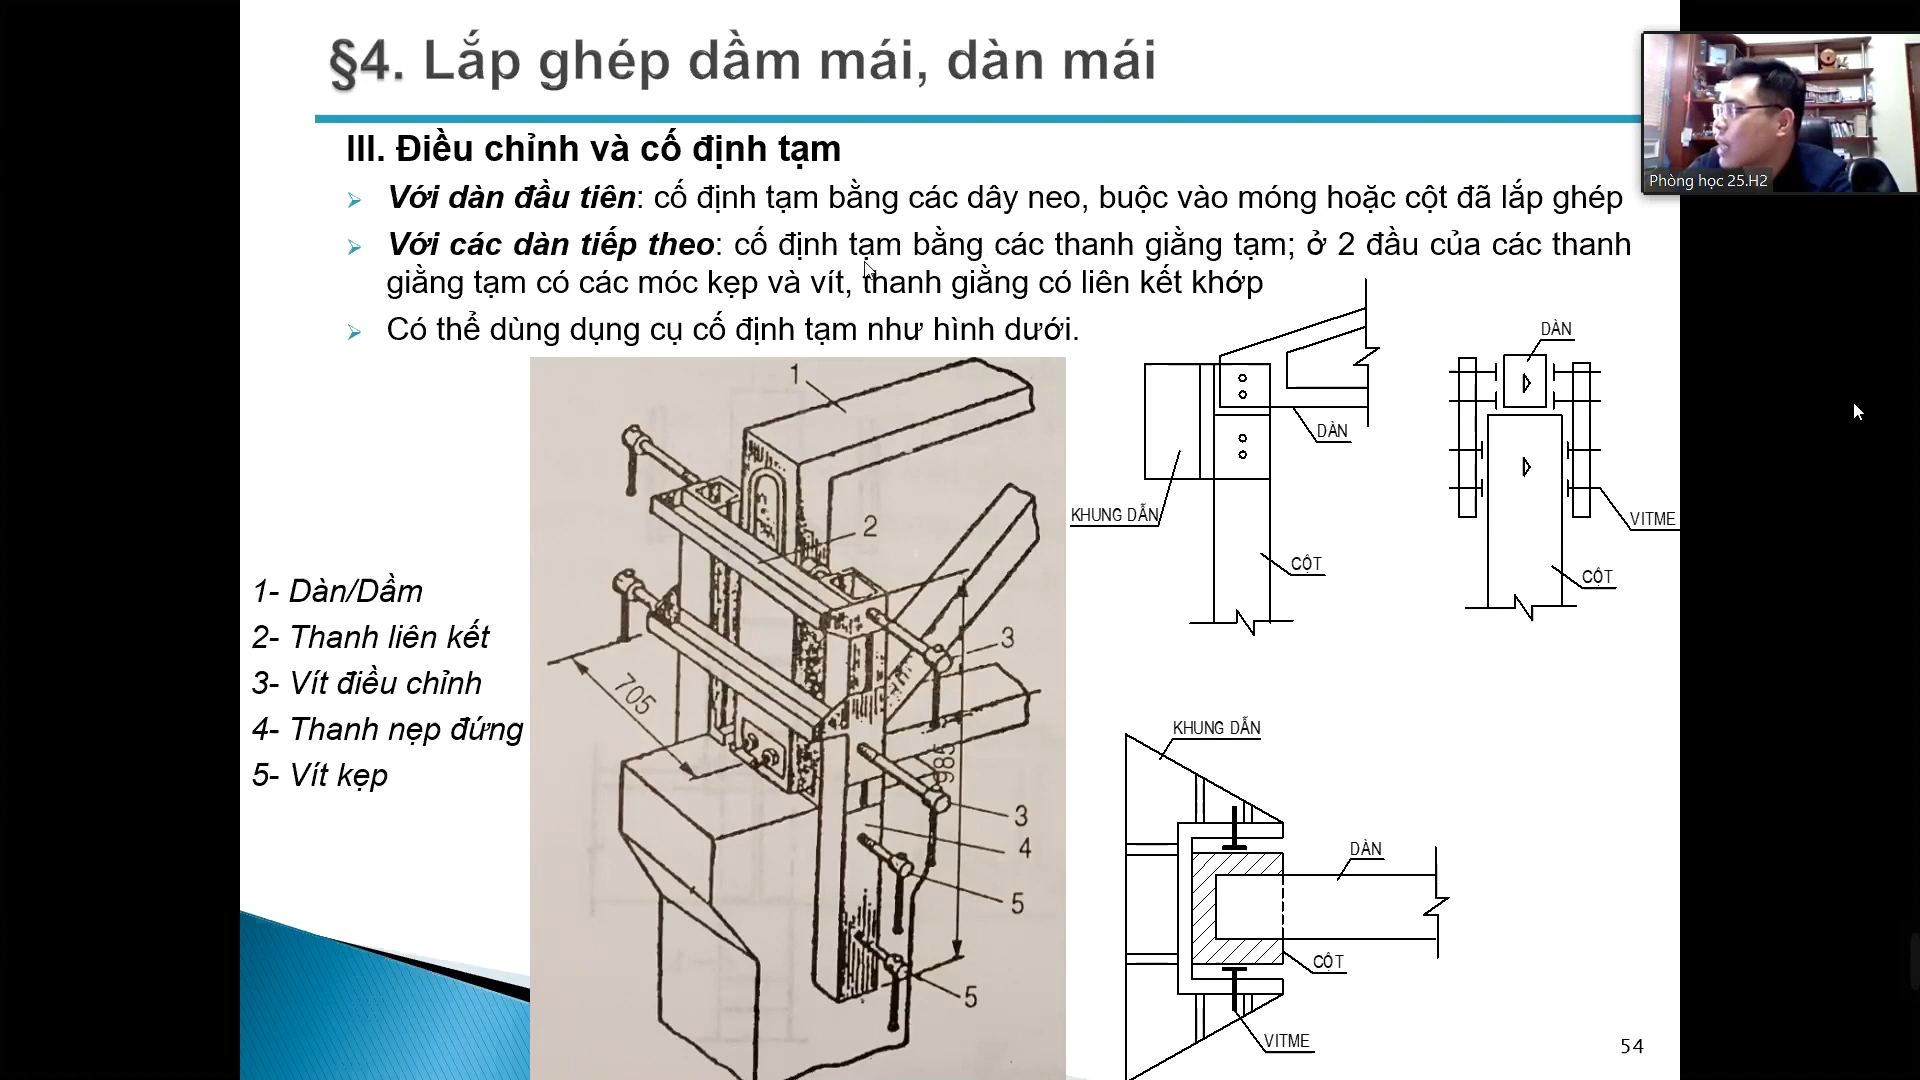 §4. Lắp ghép dầm mái, dàn mái
Phòng học 25.H2
III. Điều chỉnh và cố định tạm
Với dàn đầu tiên: cố định tạm bằng các dây neo, buộc vào móng hoặc cột đã lắp ghép
Với các dàn tiếp theo: cố định tạm bằng các thanh giằng tạm; ở 2 đầu của các thanh
giằng tạm có các móc kẹp và vít, thanh giằng có liên kết khớp
Có thể dùng dụng cụ cố định tạm như hình dưới.
1- Dàn/Dầm
2- Thanh liên kết
3- Vít điều chỉnh
4- Thanh nẹp đứng
5- Vít kẹp
1
2
3
705
985
3
4
5
5
DÀN
KHUNG DẪN
CỘT
DÀN
VITME
CỘT
KHUNG DẪN
DÀN
CỘT
VITME
54